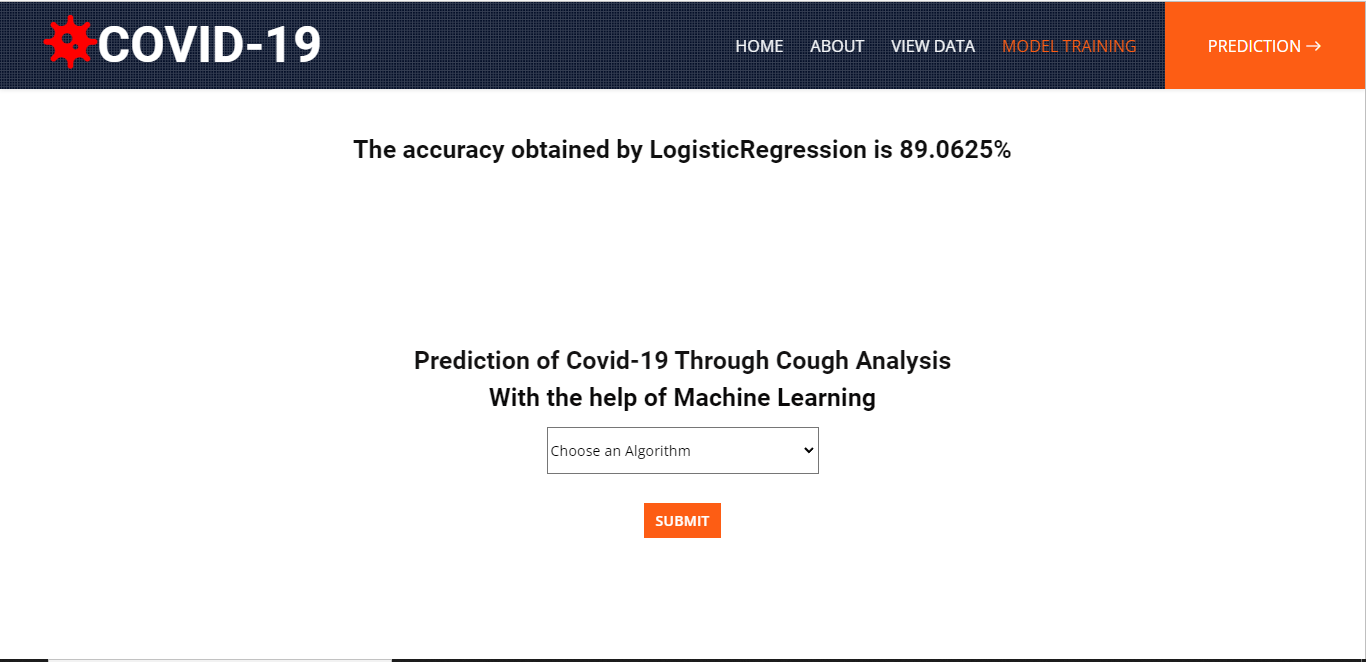 COVID-19
HOME ABOUT VIEW DATA MODEL TRAINING PREDICTION →
The accuracy obtained by LogisticRegression is 89.0625%
Prediction of Covid-19 Through Cough Analysis
With the help of Machine Learning
Choose an Algorithm
SUBMIT